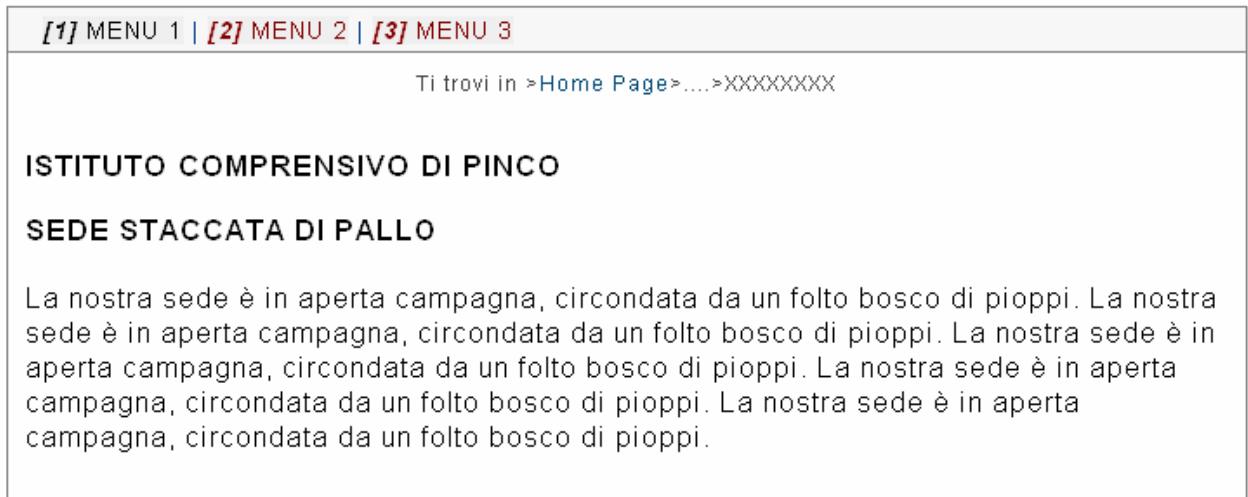 [1] MENU 1 | [2] MENU 2 | [3] MENU 3
Ti trovi in >Home Page>....>XXXXXXXX
ISTITUTO COMPRENSIVO DI PINCO
SEDE STACCATA DI PALLO
La nostra sede è in aperta campagna, circondata da un folto bosco di pioppi. La nostra
sede è in aperta campagna, circondata da un folto bosco di pioppi. La nostra sede è in
aperta campagna, circondata da un folto bosco di pioppi. La nostra sede è in aperta
campagna, circondata da un folto bosco di pioppi. La nostra sede è in aperta
campagna, circondata da un folto bosco di pioppi.